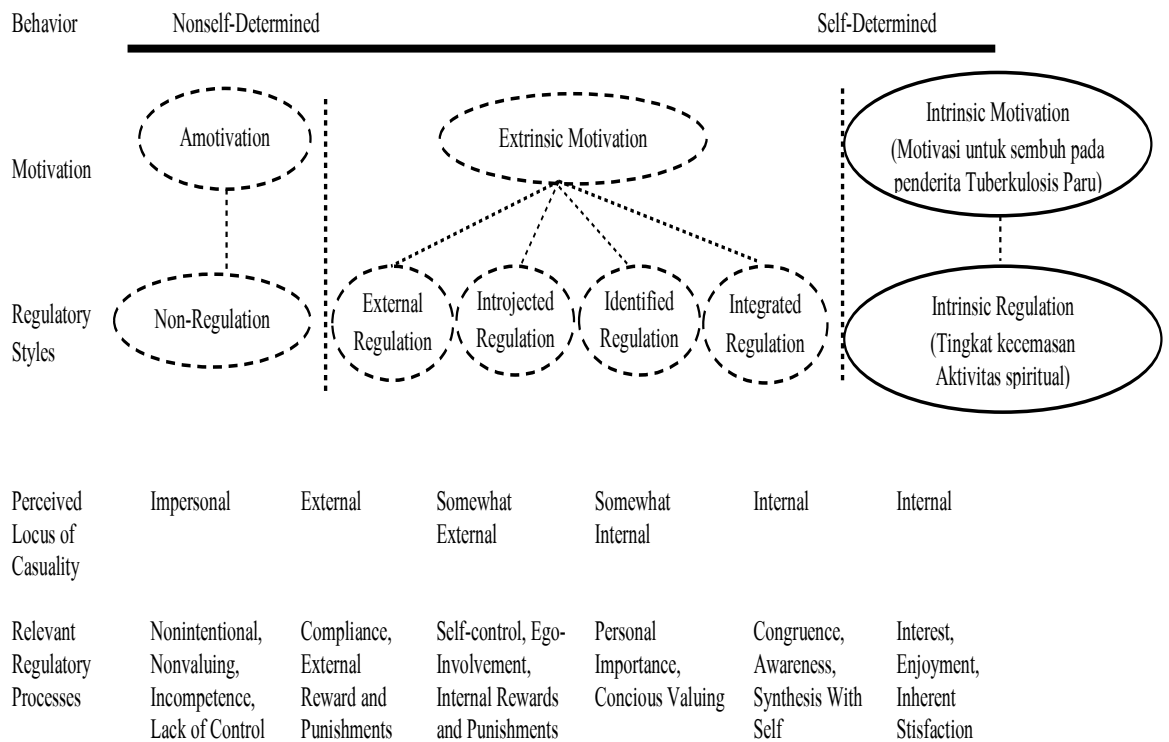 Behavior Nonself-Determined Self-Determined
Motivation
Amotivation
Extrinsic Motivation
Intrinsic Motivation
(Motivasi untuk sembuh pada
penderita Tuberkulosis Paru)
Regulatory
Styles
Non-Regulation
External
Regulation
Introjected
Regulation
Identified
Regulation
Integrated
Regulation
Intrinsic Regulation
(Tingkat kecemasan
Aktivitas spiritual)
Perceived
Locus of
Casuality
Impersonal
External
Somewhat
External
Somewhat
Internal
Internal
Internal
Relevant
Regulatory
Processes
Nonintentional,
Nonvaluing,
Incompetence,
Lack of Control
Compliance,
External
Reward and
Punishments
Self-control, Ego-
Involvement,
Internal Rewards
and Punishments
Personal
Importance,
Concious Valuing
Congruence,
Awareness,
Synthesis With
Self
Interest,
Enjoyment,
Inherent
Stisfaction